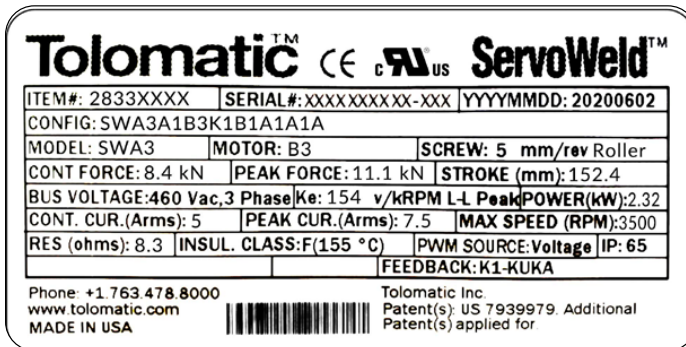 Tolomatic™ CE c RU us ServoWeld™
ITEM#: 2833XXXX SERIAL#: XXXXXXXXXX-XXX YYYYMMDD: 20200602
CONFIG: SWA3A1B3K1B1A1A1A
MODEL: SWA3 MOTOR: B3 SCREW: 5 mm/rev Roller
CONT FORCE: 8.4 kN PEAK FORCE: 11.1 kN STROKE (mm): 152.4
BUS VOLTAGE:460 Vac,3 Phase Ke: 154 v/kRPM L-L Peak POWER(kW): 2.32
CONT. CUR.(Arms): 5 PEAK CUR.(Arms): 7.5 MAX SPEED (RPM):3500
RES (ohms): 8.3 INSUL. CLASS:F(155 °C) PWM SOURCE:Voltage IP: 65
FEEDBACK: K1-KUKA
Phone: +1.763.478.8000
www.tolomatic.com
MADE IN USA
Tolomatic Inc.
Patent(s): US 7939979. Additional
Patent(s) applied for.